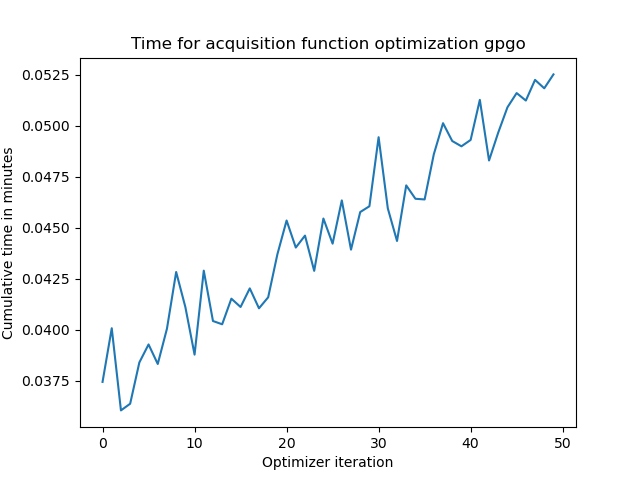 Time for acquisition function optimization gpgo
Cumulative time in minutes
0.0525
0.0500
0.0475
0.0450
0.0425
0.0400
0.0375
0 10 20 30 40 50
Optimizer iteration